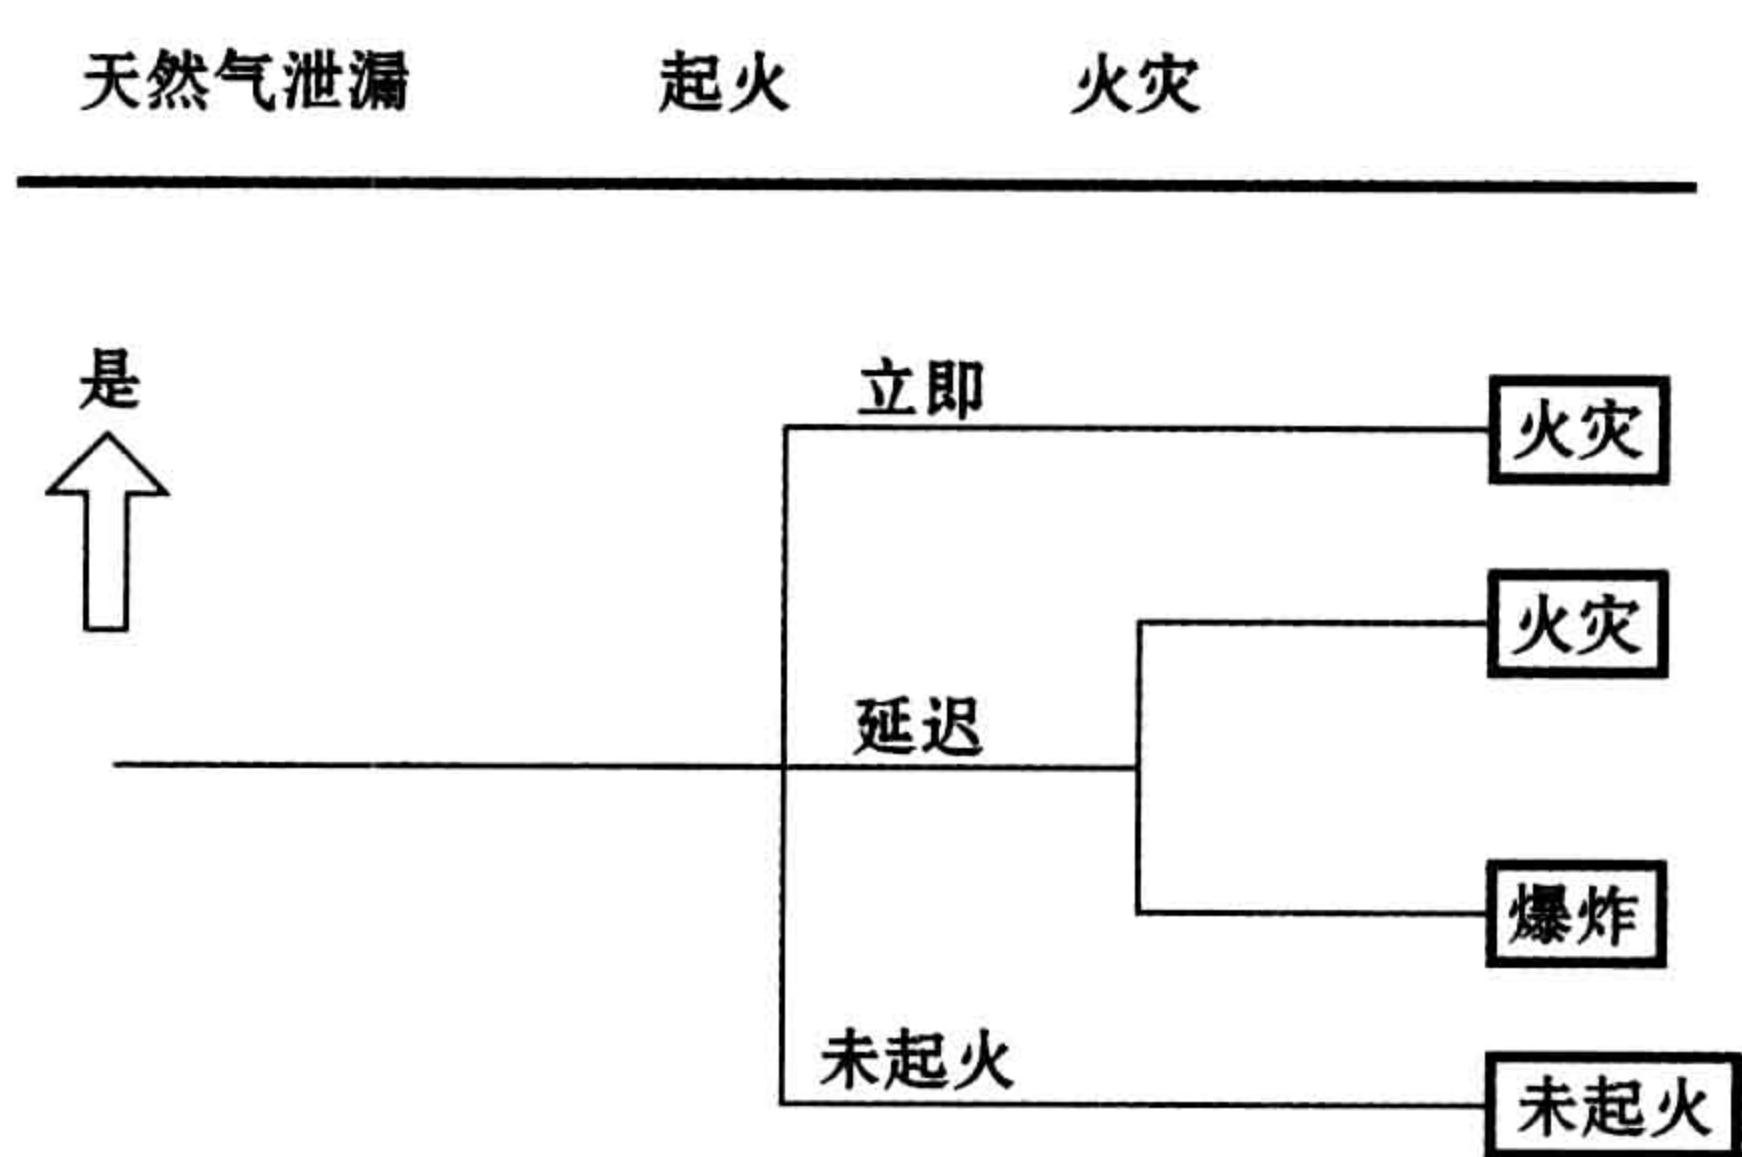 天然气泄漏 起火 火灾
是
立即
火灾
火灾
延迟
爆炸
未起火
未起火